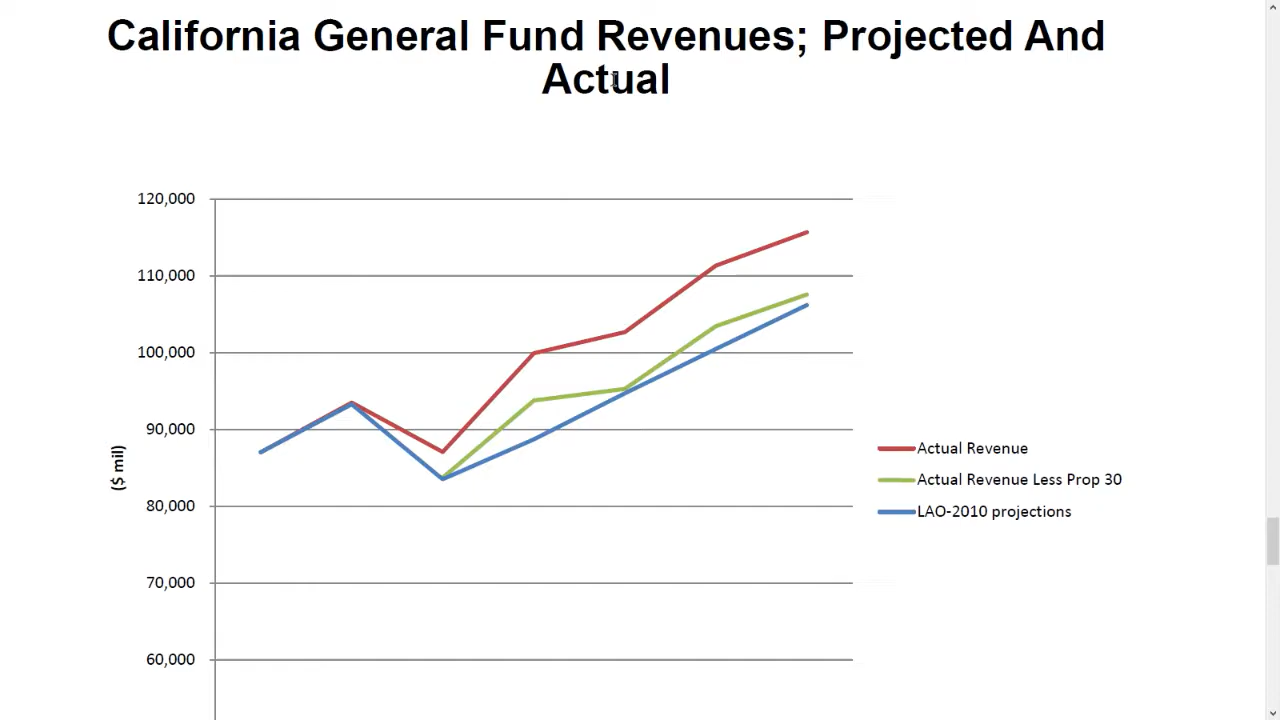 California General Fund Revenues; Projected And
Actual
120,000
110,000
100,000
90,000
80,000
70,000
60,000
($ mil)
Actual Revenue
Actual Revenue Less Prop 30
LAO-2010 projections